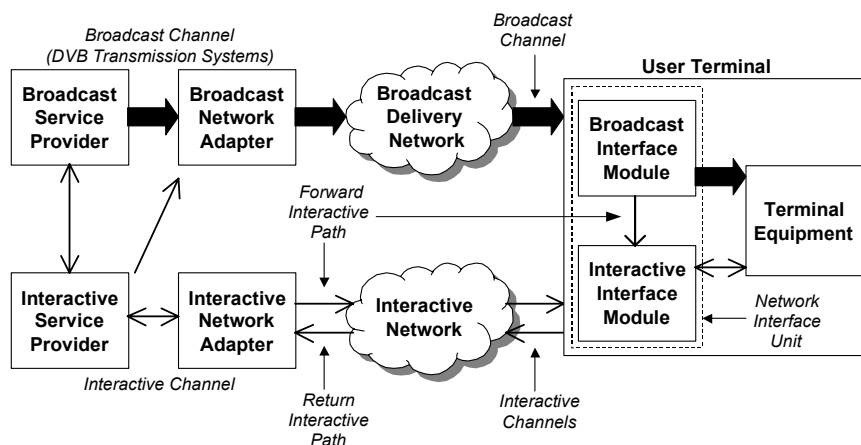 Broadcast Channel
(DVB Transmission Systems)
Broadcast
Channel
User Terminal
Broadcast
Service
Provider
Broadcast
Network
Adapter
Broadcast
Delivery
Network
Broadcast
Interface
Module
Forward
Interactive
Path
Terminal
Equipment
Interactive
Service
Provider
Interactive
Network
Adapter
Interactive
Network
Interactive
Interface
Module
Network
Interface
Unit
Interactive Channel
Return
Interactive
Path
Interactive
Channels